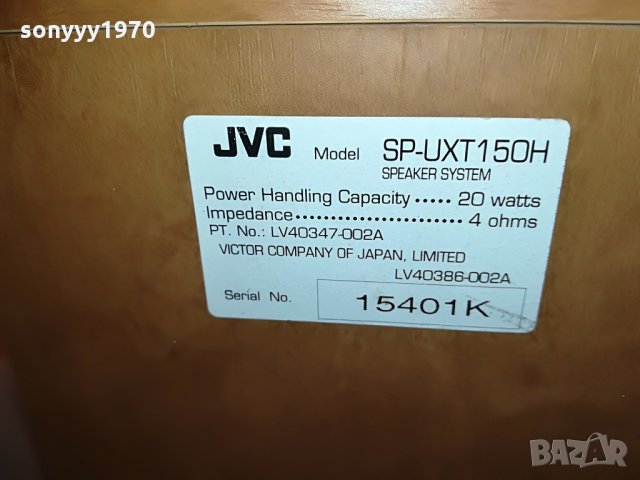 sonyyy1970
JVC Model SP-UXT150H
SPEAKER SYSTEM
Power Handling Capacity ····· 20 watts
Impedance······················· 4 ohms
PT. No.: LV40347-002A
VICTOR COMPANY OF JAPAN, LIMITED
LV40386-002A
Serial No. 15401K
BAZAR